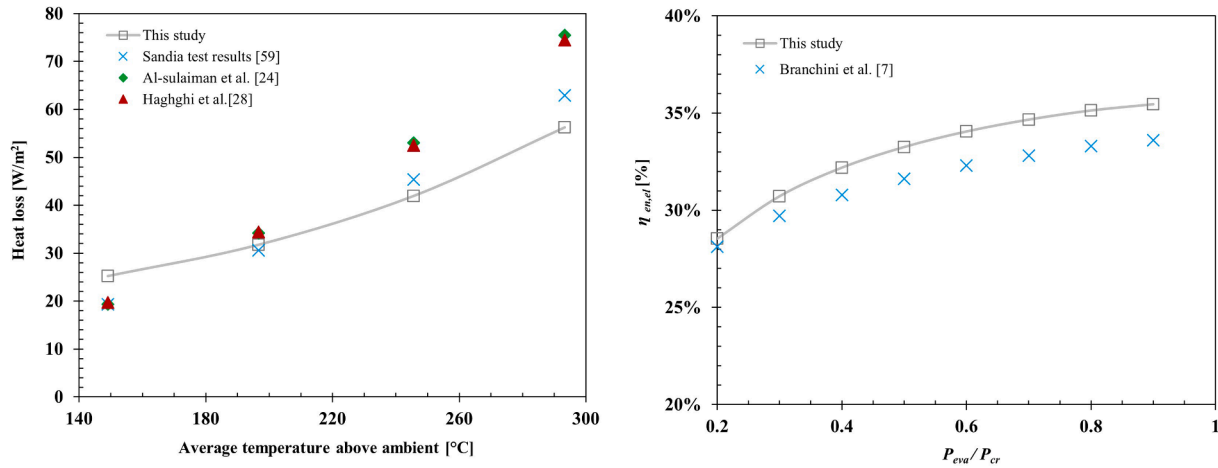 80
70
60
50
40
30
20
10
0
Heat loss [W/m²]
This study
Sandia test results [59]
Al-sulaiman et al. [24]
Haghghi et al.[28]
140
180
220
260
300
Average temperature above ambient [°C]
40%
35%
30%
25%
20%
η en,el [%]
This study
Branchini et al. [7]
0.2
0.4
0.6
0.8
1
P eva / P cr